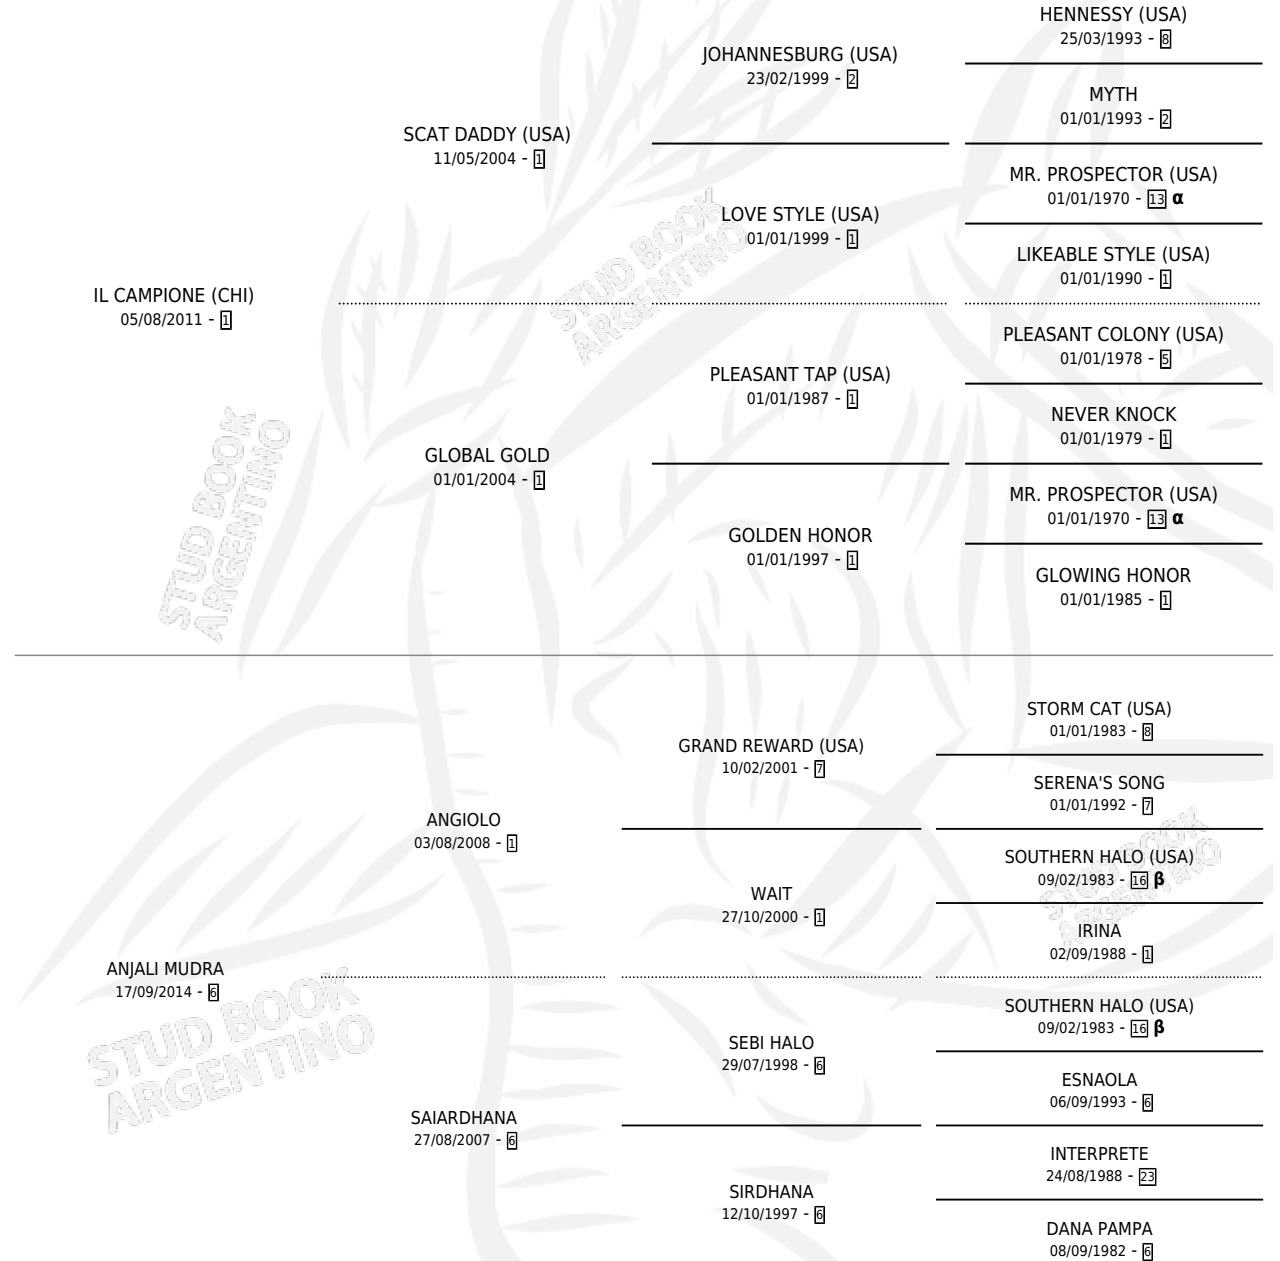 HENNESSY (USA)
25/03/1993 - 8
JOHANNESBURG (USA)
23/02/1999 - 2
MYTH
01/01/1993 - 2
SCAT DADDY (USA)
11/05/2004 - 1
MR. PROSPECTOR (USA)
01/01/1970 - 13 α
LOVE STYLE (USA)
01/01/1999 - 1
LIKEABLE STYLE (USA)
01/01/1990 - 1
IL CAMPIONE (CHI)
05/08/2011 - 1
PLEASANT COLONY (USA)
01/01/1978 - 5
PLEASANT TAP (USA)
01/01/1987 - 1
NEVER KNOCK
01/01/1979 - 1
GLOBAL GOLD
01/01/2004 - 1
MR. PROSPECTOR (USA)
01/01/1970 - 13 α
GOLDEN HONOR
01/01/1997 - 1
GLOWING HONOR
01/01/1985 - 1
STORM CAT (USA)
01/01/1983 - 8
GRAND REWARD (USA)
10/02/2001 - 7
SERENA'S SONG
01/01/1992 - 7
ANGIOLO
03/08/2008 - 1
SOUTHERN HALO (USA)
09/02/1983 - 16 β
WAIT
27/10/2000 - 1
IRINA
02/09/1988 - 1
ANJALI MUDRA
17/09/2014 - 6
SOUTHERN HALO (USA)
09/02/1983 - 16 β
SEBI HALO
29/07/1998 - 6
ESNAOLA
06/09/1993 - 6
SAIARDHANA
27/08/2007 - 6
INTERPRETE
24/08/1988 - 23
SIRDHANA
12/10/1997 - 6
DANA PAMPA
08/09/1982 - 6
STUD BOOK
ARGENTINO
STUD BOOK
ARGENTINO
STUD BOOK
ARGENTINO
STUD BOOK
ARGENTINO